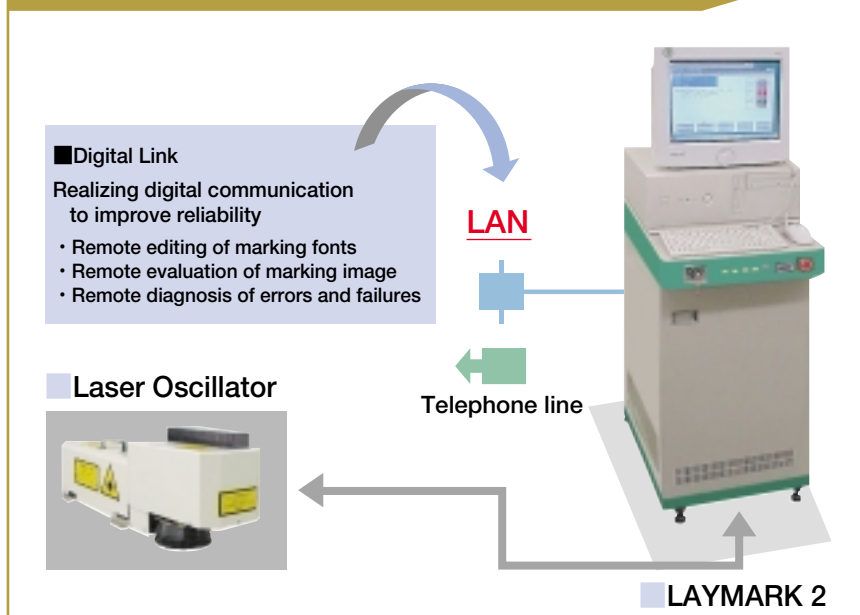 ■Digital Link
Realizing digital communication
to improve reliability
・Remote editing of marking fonts
・Remote evaluation of marking image
・Remote diagnosis of errors and failures
LAN
Telephone line
Laser Oscillator
LAYMARK 2